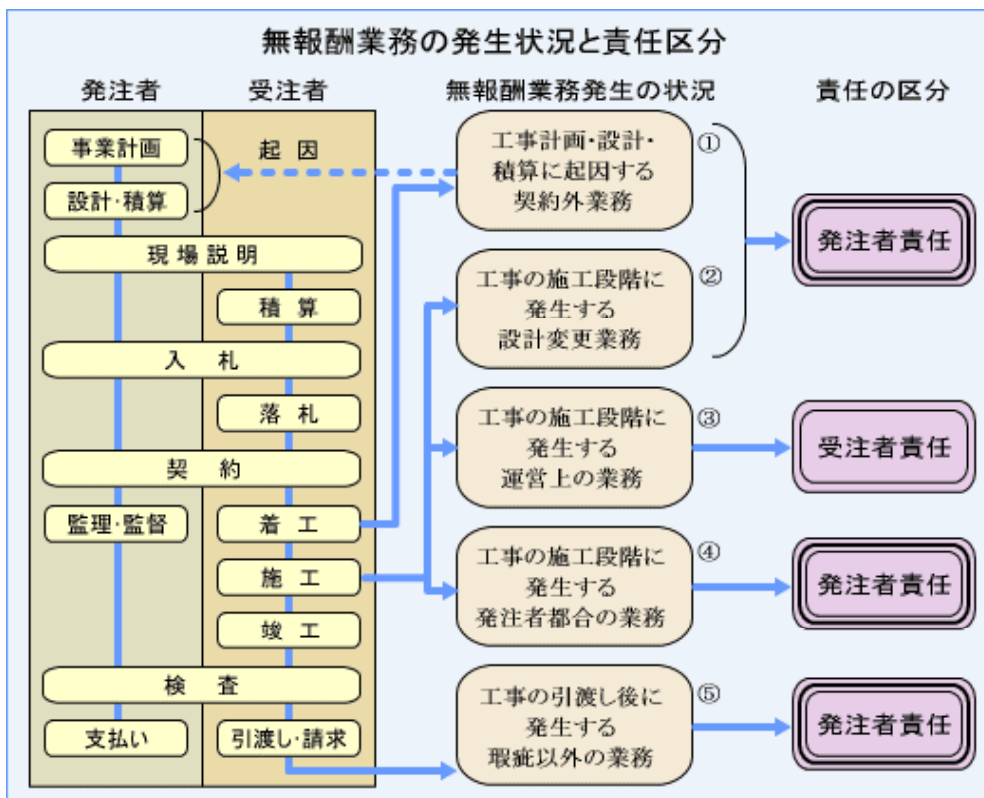 無報酬業務の発生状況と責任区分
発注者
受注者
無報酬業務発生の状況
責任の区分
事業計画
起因
設計・積算
現場説明
積算
入札
落札
契約
監理・監督
着工
施工
竣工
検査
支払い
引渡し・請求
工事計画・設計・
積算に起因する
契約外業務
①
工事の施工段階に
発生する
設計変更業務
②
発注者責任
工事の施工段階に
発生する
運営上の業務
③
受注者責任
工事の施工段階に
発生する
発注者都合の業務
④
発注者責任
工事の引渡し後に
発生する
瑕疵以外の業務
⑤
発注者責任